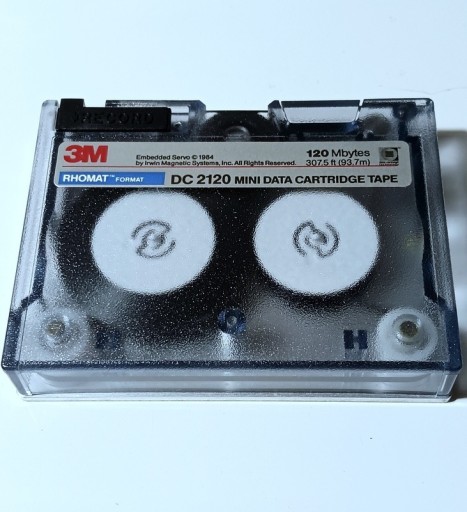 RECORD
3M
Embedded Servo © 1984
by Irwin Magnetic Systems, Inc. All Rights Reserved.
120 Mbytes
307.5 ft (93.7m)
RHOMAT™ FORMAT
DC 2120 MINI DATA CARTRIDGE TAPE